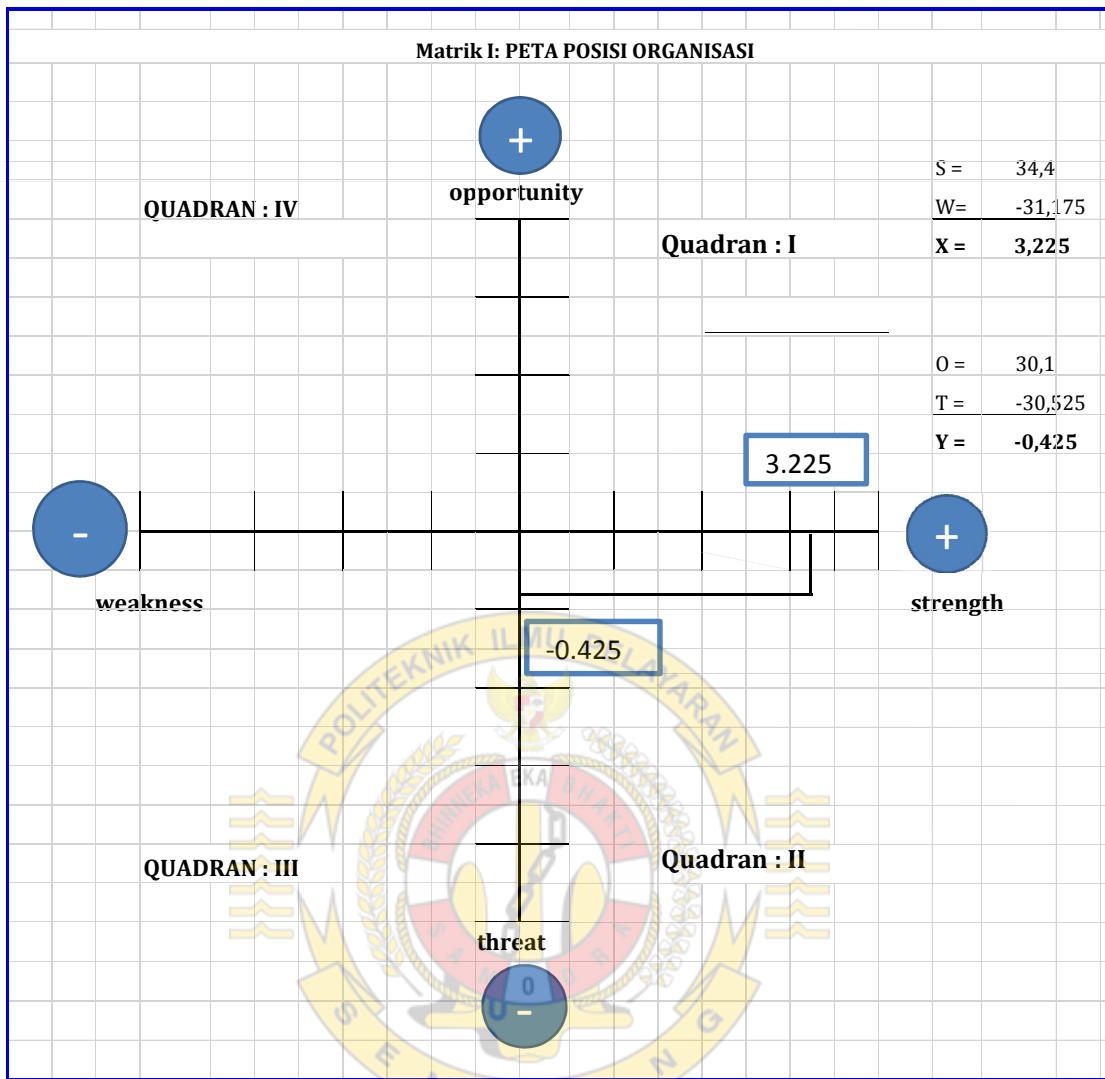 Matrik I: PETA POSISI ORGANISASI
+
opportunity
QUADRAN : IV
Quadran : I
S = 34,4
W= -31,175
X = 3,225
O = 30,1
T = -30,525
Y = -0,425
3.225
-
+
weakness
strength
-0.425
POLITEKNIK ILMU PELAYARAN
BHINNEKA EKA BHAKTI
QUADRAN : III
Quadran : II
threat
-